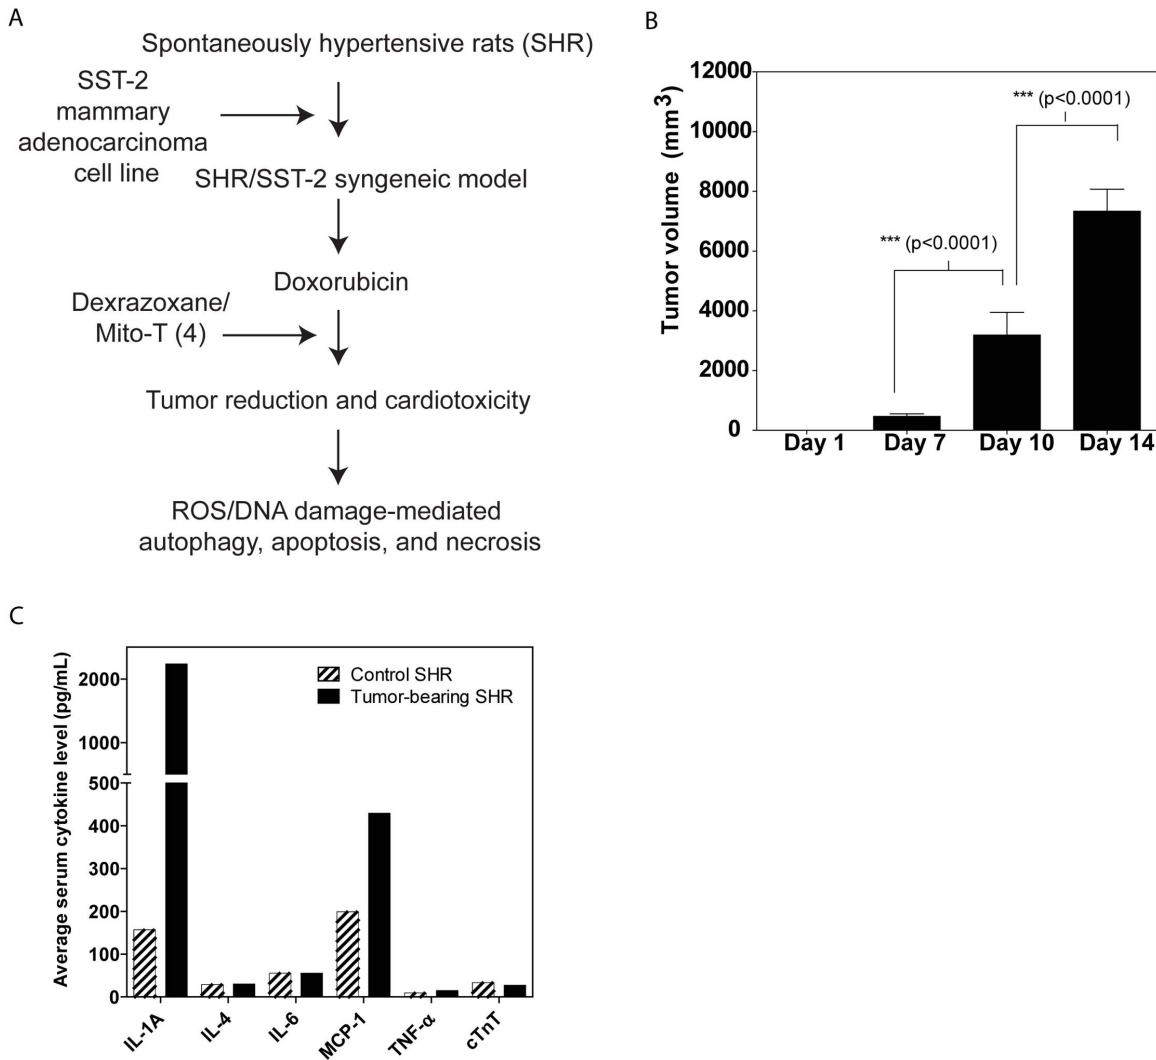 A
Spontaneously hypertensive rats (SHR)
SST-2
mammary
adenocarcinoma
cell line
SHR/SST-2 syngeneic model
Doxorubicin
Dexrazoxane/
Mito-T (4)
Tumor reduction and cardiotoxicity
ROS/DNA damage-mediated
autophagy, apoptosis, and necrosis
B
Tumor volume (mm³)
12000
10000
8000
6000
4000
2000
0
*** (p<0.0001)
*** (p<0.0001)
Day 1 Day 7 Day 10 Day 14
C
Average serum cytokine level (pg/mL)
2000
1000
500
400
300
200
100
0
Control SHR
Tumor-bearing SHR
IL-1A IL-4 IL-6 MCP-1 TNF-α cTnT